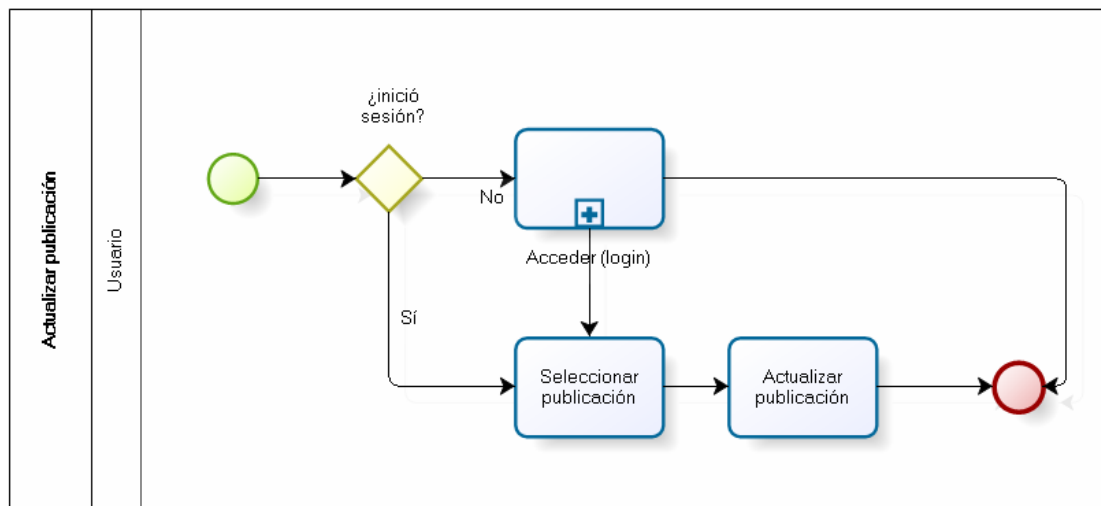 Actualizar publicación
Usuario
¿inició
sesión?
No
Acceder (login)
Sí
Seleccionar
publicación
Actualizar
publicación